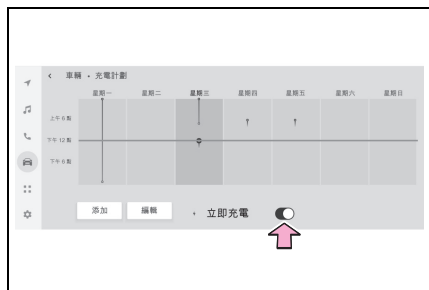 < 車輛 · 充電計劃
星期一 星期二 星期三 星期四 星期五 星期六 星期日
上午 6 點
下午 12 點
下午 6 點
添加 編輯 立即充電